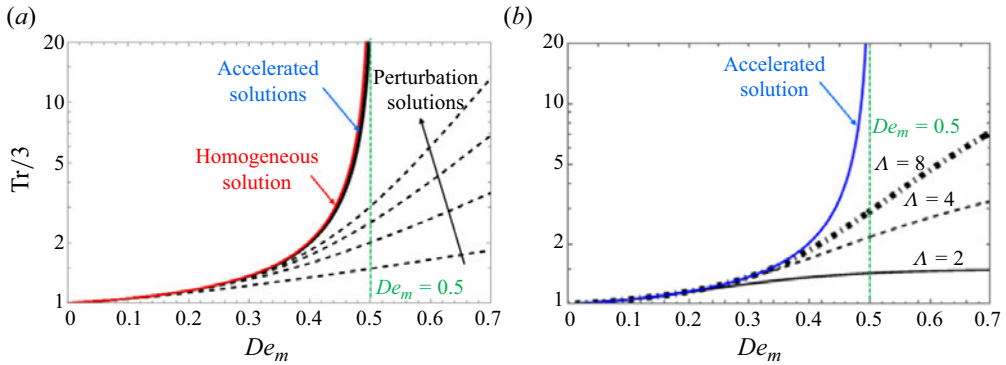 (a)
20
10
5
2
1
Tr/3
Accelerated
solutions
Perturbation
solutions
Homogeneous
solution
De_m = 0.5
0 0.1 0.2 0.3 0.4 0.5 0.6 0.7
De_m
(b)
20
10
5
2
1
Accelerated
solution
De_m = 0.5
Λ = 8
Λ = 4
Λ = 2
0 0.1 0.2 0.3 0.4 0.5 0.6 0.7
De_m